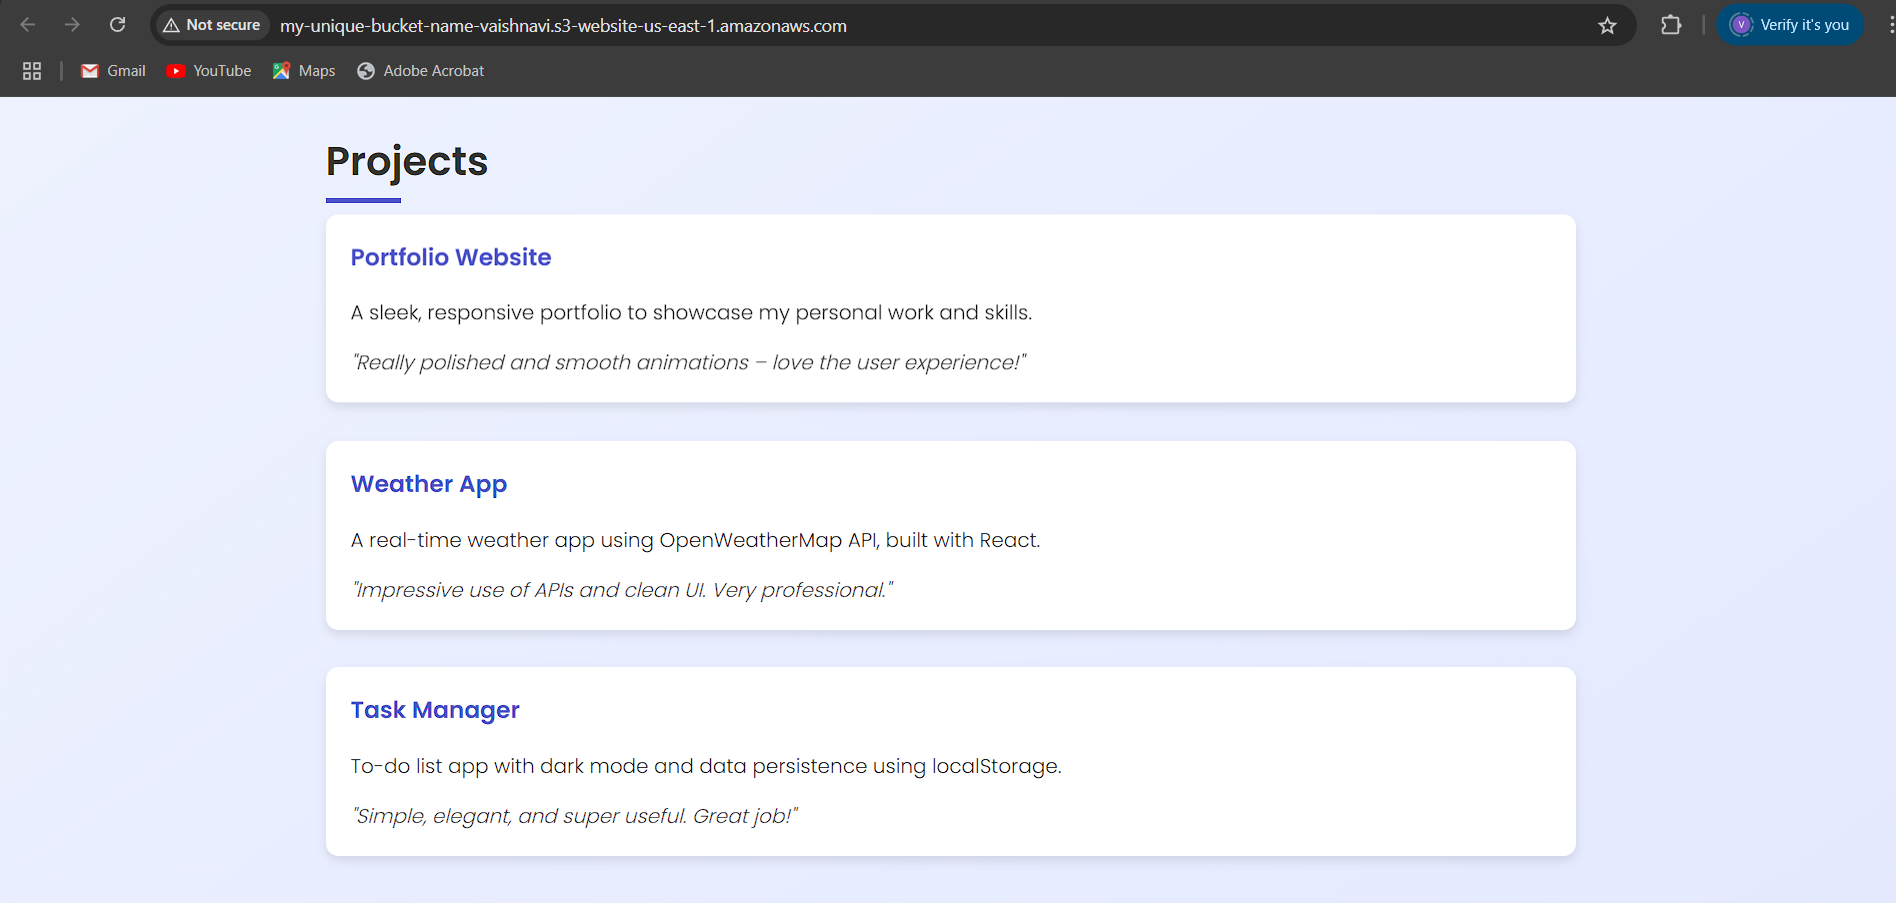 Not secure my-unique-bucket-name-vaishnavi.s3-website-us-east-1.amazonaws.com V Verify it's you
Gmail YouTube Maps Adobe Acrobat
Projects
Portfolio Website
A sleek, responsive portfolio to showcase my personal work and skills.
"Really polished and smooth animations – love the user experience!"
Weather App
A real-time weather app using OpenWeatherMap API, built with React.
"Impressive use of APIs and clean UI. Very professional."
Task Manager
To-do list app with dark mode and data persistence using localStorage.
"Simple, elegant, and super useful. Great job!"